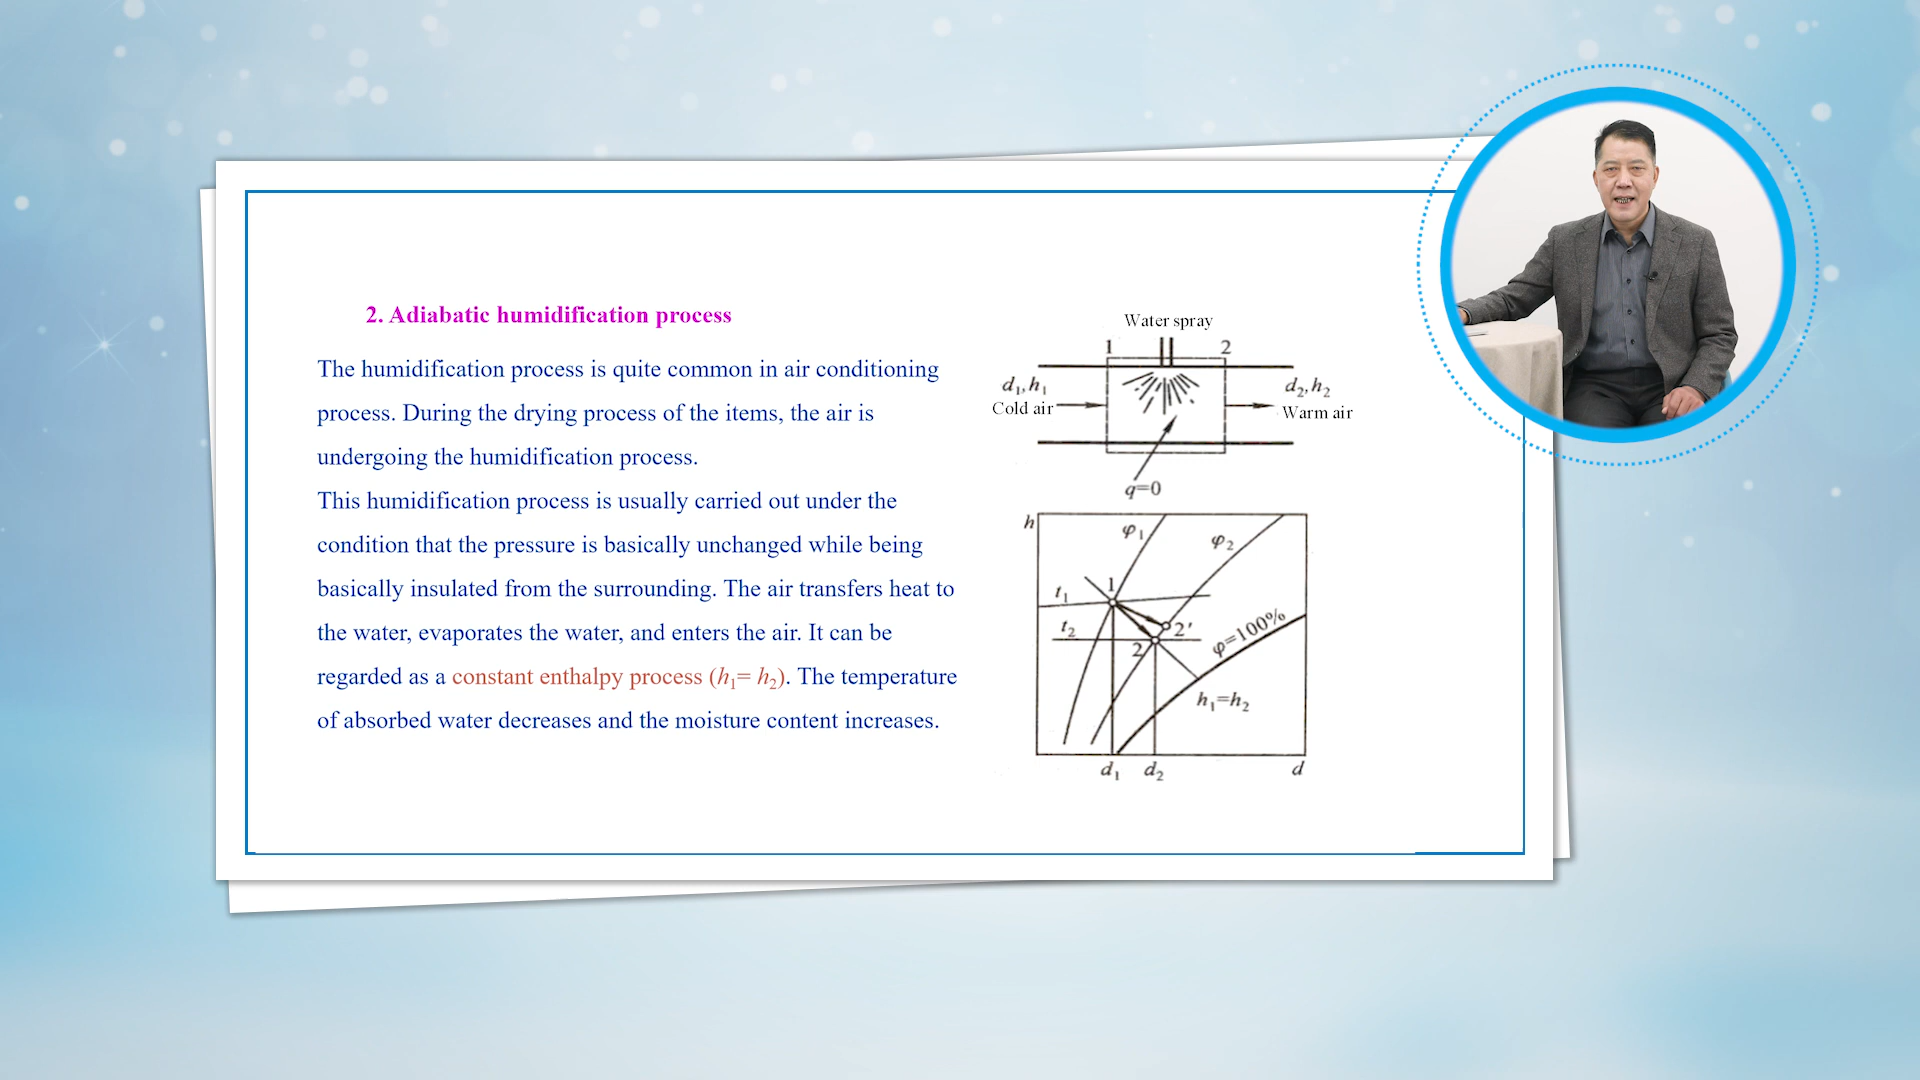 2. Adiabatic humidification process
The humidification process is quite common in air conditioning
process. During the drying process of the items, the air is
undergoing the humidification process.
This humidification process is usually carried out under the
condition that the pressure is basically unchanged while being
basically insulated from the surrounding. The air transfers heat to
the water, evaporates the water, and enters the air. It can be
regarded as a constant enthalpy process (h₁= h₂). The temperature
of absorbed water decreases and the moisture content increases.
Water spray
1 2
d₁,h₁ d₂,h₂
Cold air Warm air
q=0
h φ₁ φ₂
t₁ 1
t₂ 2' φ=100%
2
h₁=h₂
d₁ d₂ d